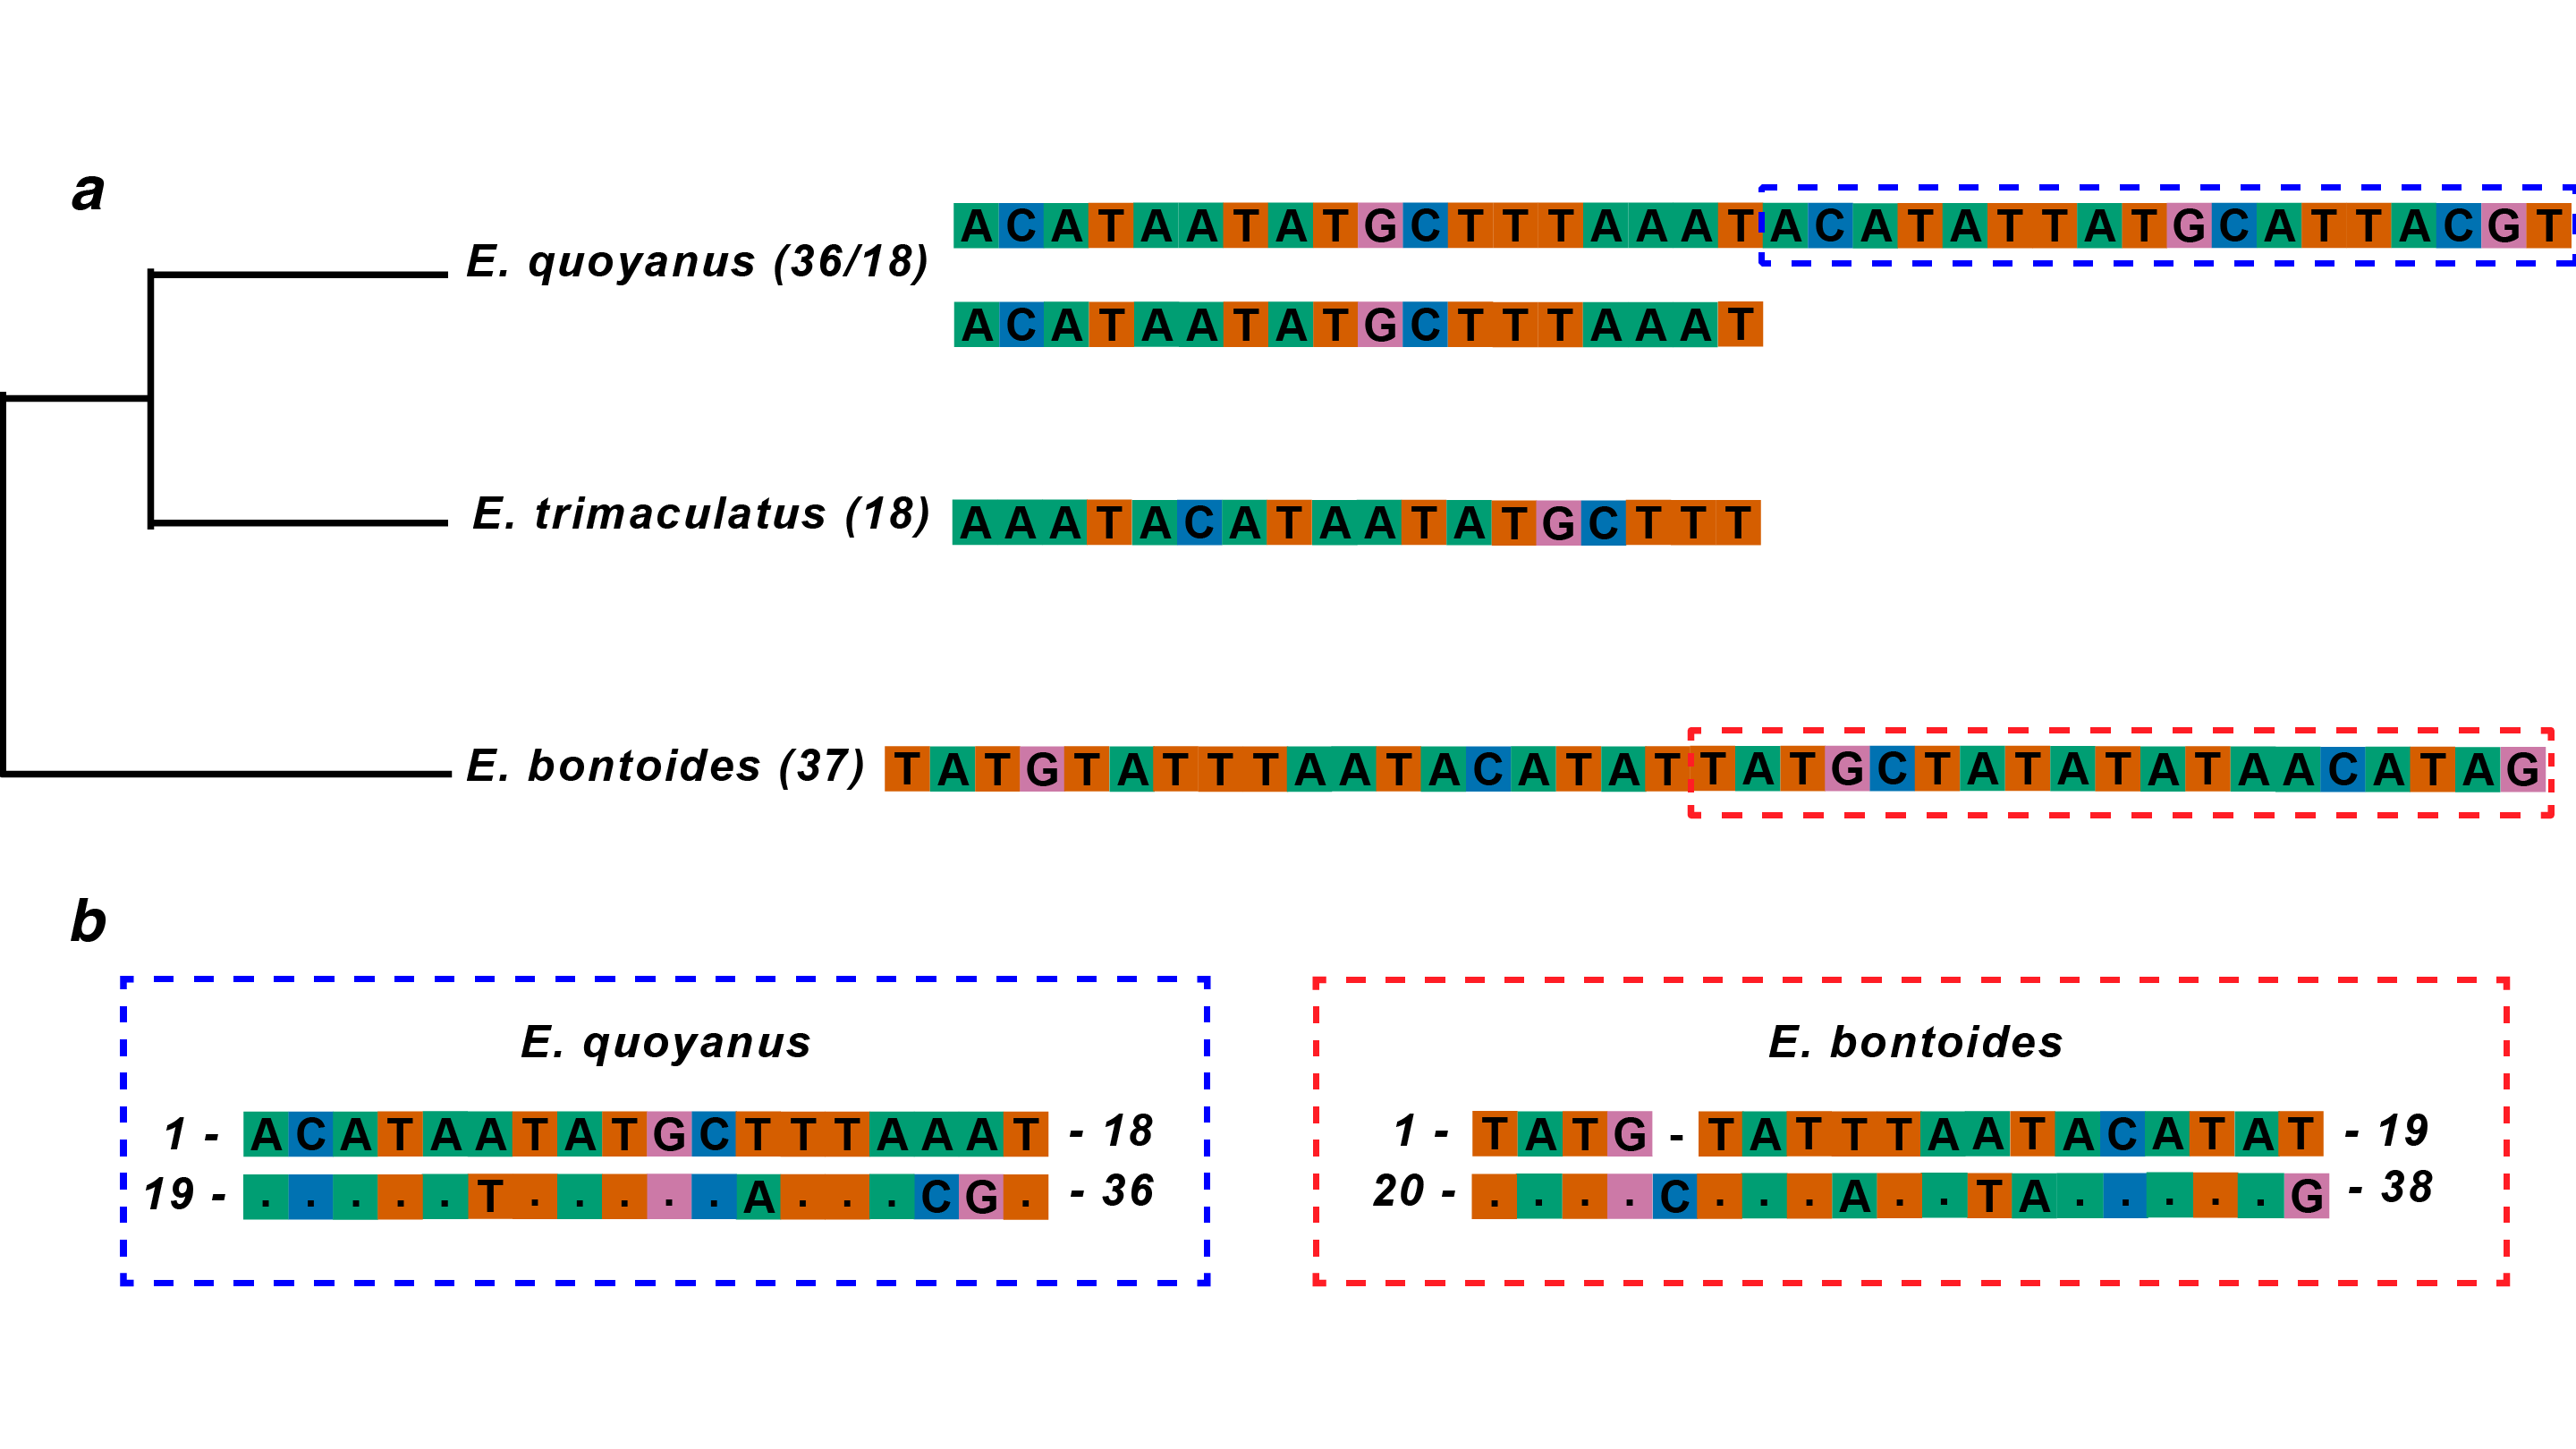 a
E. quoyanus (36/18)
ACATAATATGCTTTAAATACATATTATGCATTACGT
ACATAATATGCTTTAAAT
E. trimaculatus (18)
AAATACATAATATGCTTT
E. bontoides (37)
TATGTATTTAATACATATTATGCTATATATAACATAG
b
E. quoyanus
1 - ACATAATATGCTTTAAAT - 18
19 - .....T.....A...CG. - 36
E. bontoides
1 - TATG-TATTTAATACATAT - 19
20 - ....C...A..TA.....G - 38